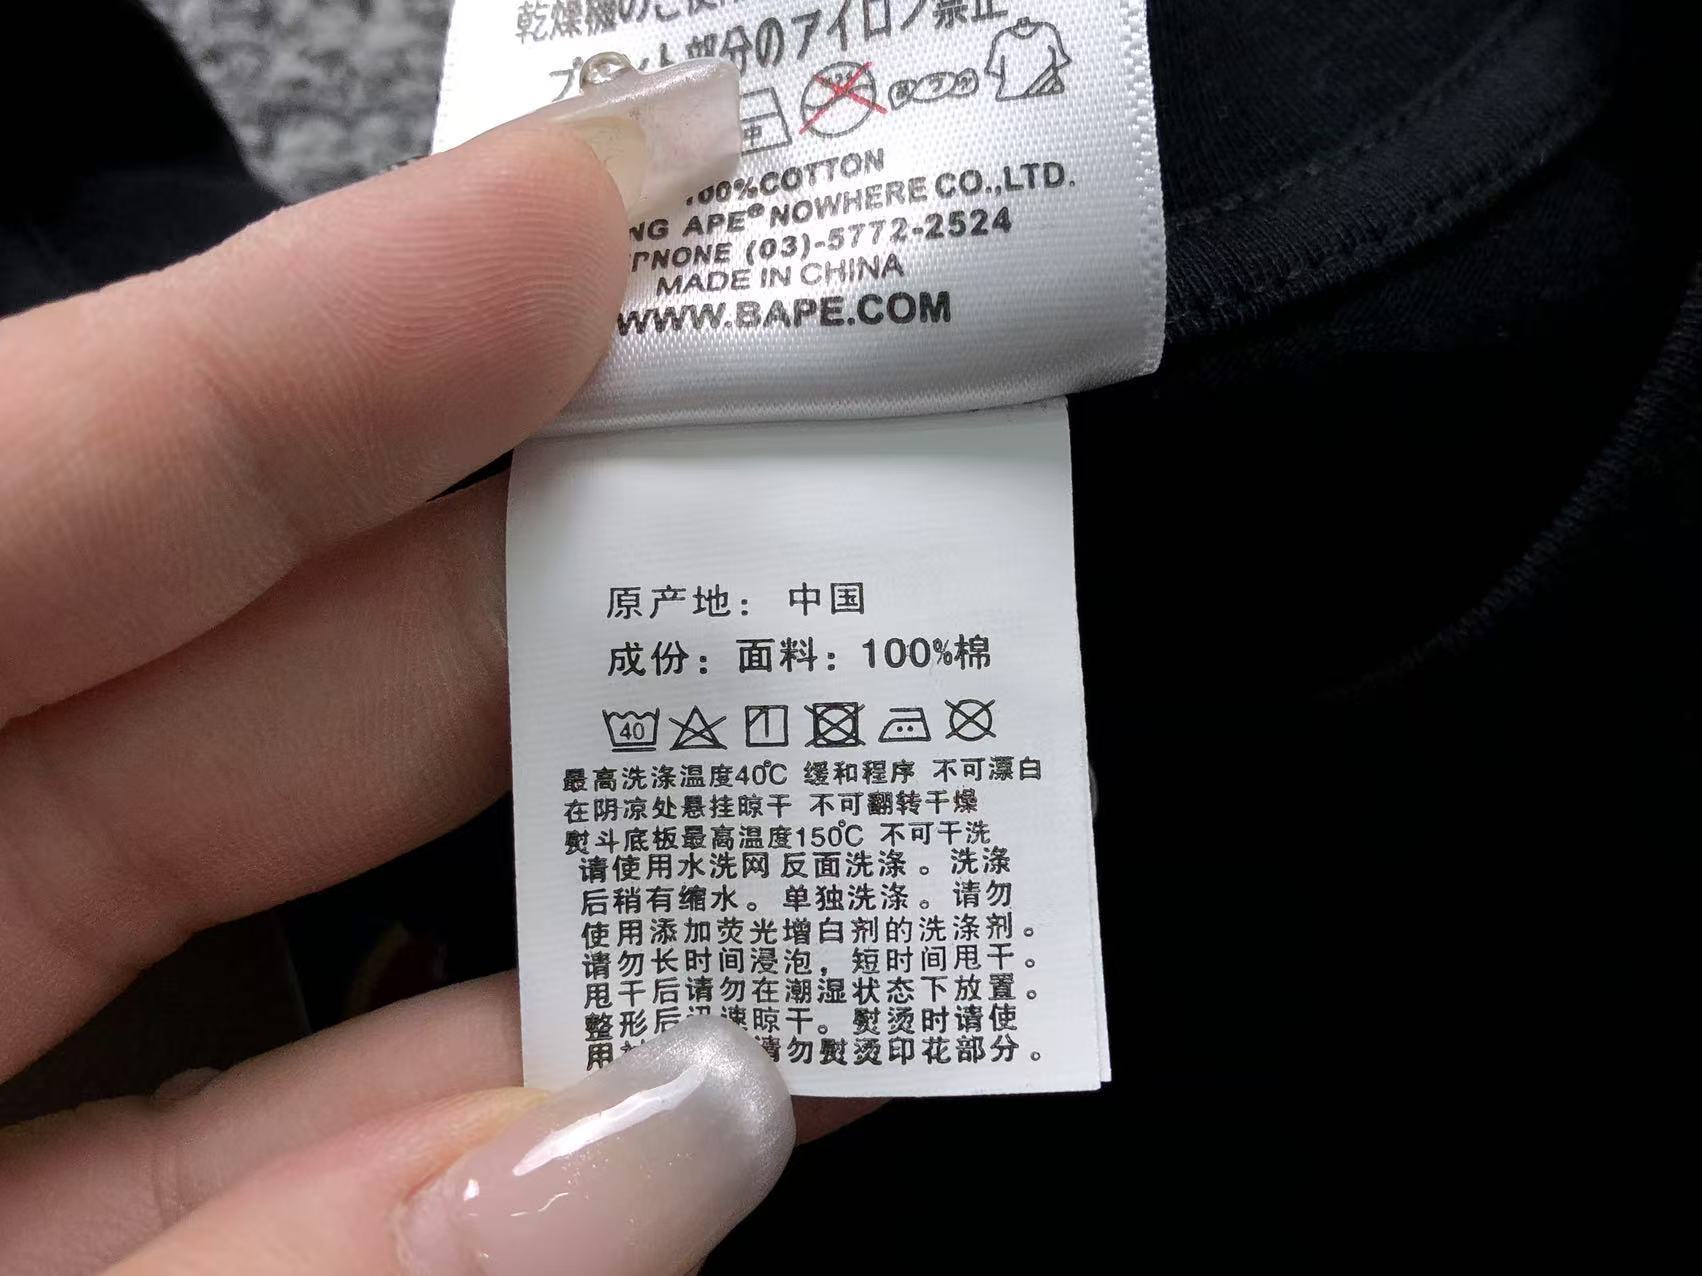 乾燥機のご使用
プリント部分のアイロン禁止
中
100%COTTON
NG APE® NOWHERE CO.,LTD.
PHONE (03)-5772-2524
MADE IN CHINA
WWW.BAPE.COM
原产地： 中国
成份：面料：100%棉
40
最高洗涤温度40℃ 缓和程序 不可漂白
在阴凉处悬挂晾干 不可翻转干燥
熨斗底板最高温度150℃ 不可干洗
请使用水洗网反面洗涤。洗涤
后稍有缩水。单独洗涤。请勿
使用添加荧光增白剂的洗涤剂。
请勿长时间浸泡，短时间甩干。
甩干后请勿在潮湿状态下放置。
整形后迅速晾干。熨烫时请使
用 请勿熨烫印花部分。